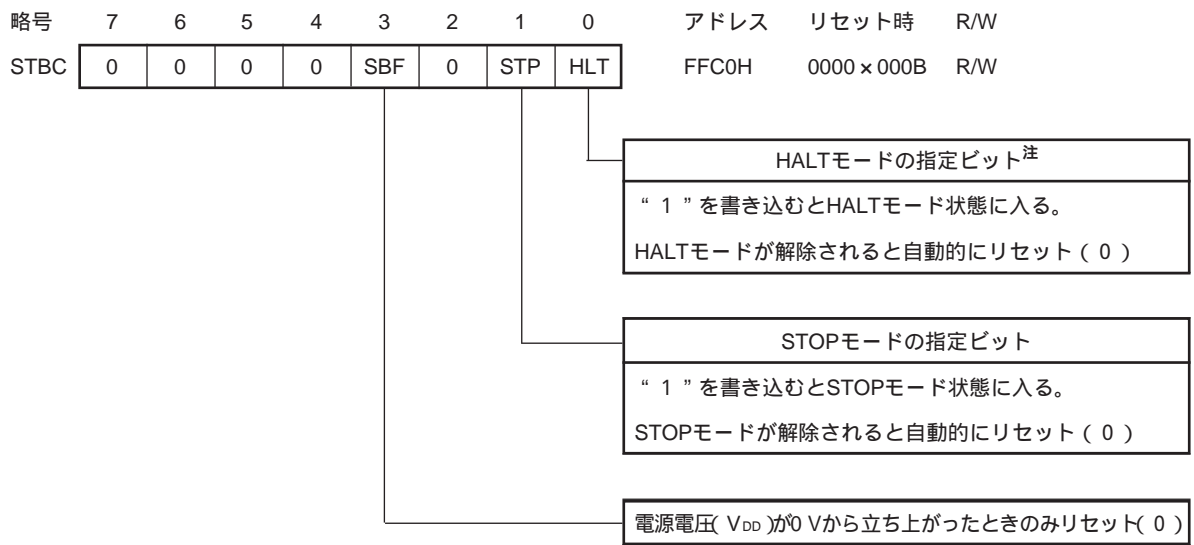 略号 7 6 5 4 3 2 1 0 アドレス リセット時 R/W
STBC 0 0 0 0 SBF 0 STP HLT FFC0H 0000×000B R/W
HALTモードの指定ビット注
“1”を書き込むとHALTモード状態に入る。
HALTモードが解除されると自動的にリセット(0)
STOPモードの指定ビット
“1”を書き込むとSTOPモード状態に入る。
STOPモードが解除されると自動的にリセット(0)
電源電圧(VDD)が0 Vから立ち上がったときのみリセット(0)